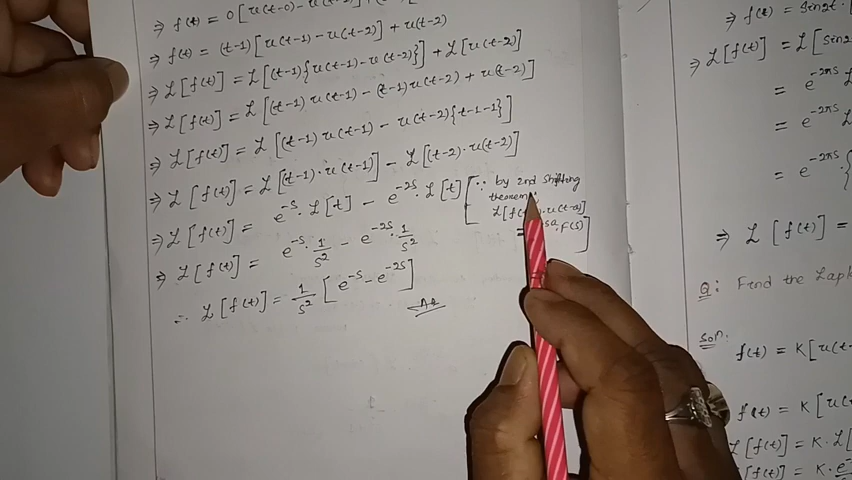 ⇒ f(t) = 0[u(t-0) - u(
⇒ f(t) = (t-1)[u(t-1) - u(t-2)] + u(t-2)
⇒ ℒ[f(t)] = ℒ[(t-1){u(t-1) - u(t-2)}] + ℒ[u(t-2)]
⇒ ℒ[f(t)] = ℒ[(t-1)u(t-1) - (t-1)u(t-2) + u(t-2)]
⇒ ℒ[f(t)] = ℒ[(t-1)u(t-1) - u(t-2){t-1-1}]
⇒ ℒ[f(t)] = ℒ[(t-1)·u(t-1)] - ℒ[(t-2)·u(t-2)]
⇒ ℒ[f(t)] = e^-s·ℒ[t] - e^-2s·ℒ[t]
[∵ by 2nd shifting
theorem
ℒ[f(t ·u(t-a)]
= sa·F(s)]
⇒ ℒ[f(t)] = e^-s·1/s² - e^-2s·1/s²
∴ ℒ[f(t)] = 1/s²[e^-s - e^-2s]
⇒ f(t) = Sin2t·
⇒ ℒ[f(t)] = ℒ[Sin2
= e^-2πs
= e^-2πs
= e^-2πs·{
⇒ ℒ[f(t)] =
Q: Find the Lapl
Soln.
f(t) = K[u(t-
f(t) = K[u(
ℒ[f(t)] = K·ℒ[
ℒ[f(t)] = K·e^-